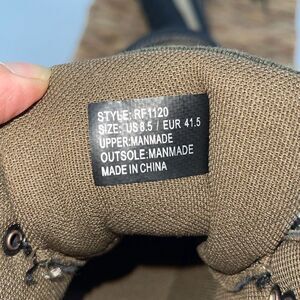 STYLE: RF1120
SIZE: US 8.5 / EUR 41.5
UPPER:MANMADE
OUTSOLE:MANMADE
MADE IN CHINA